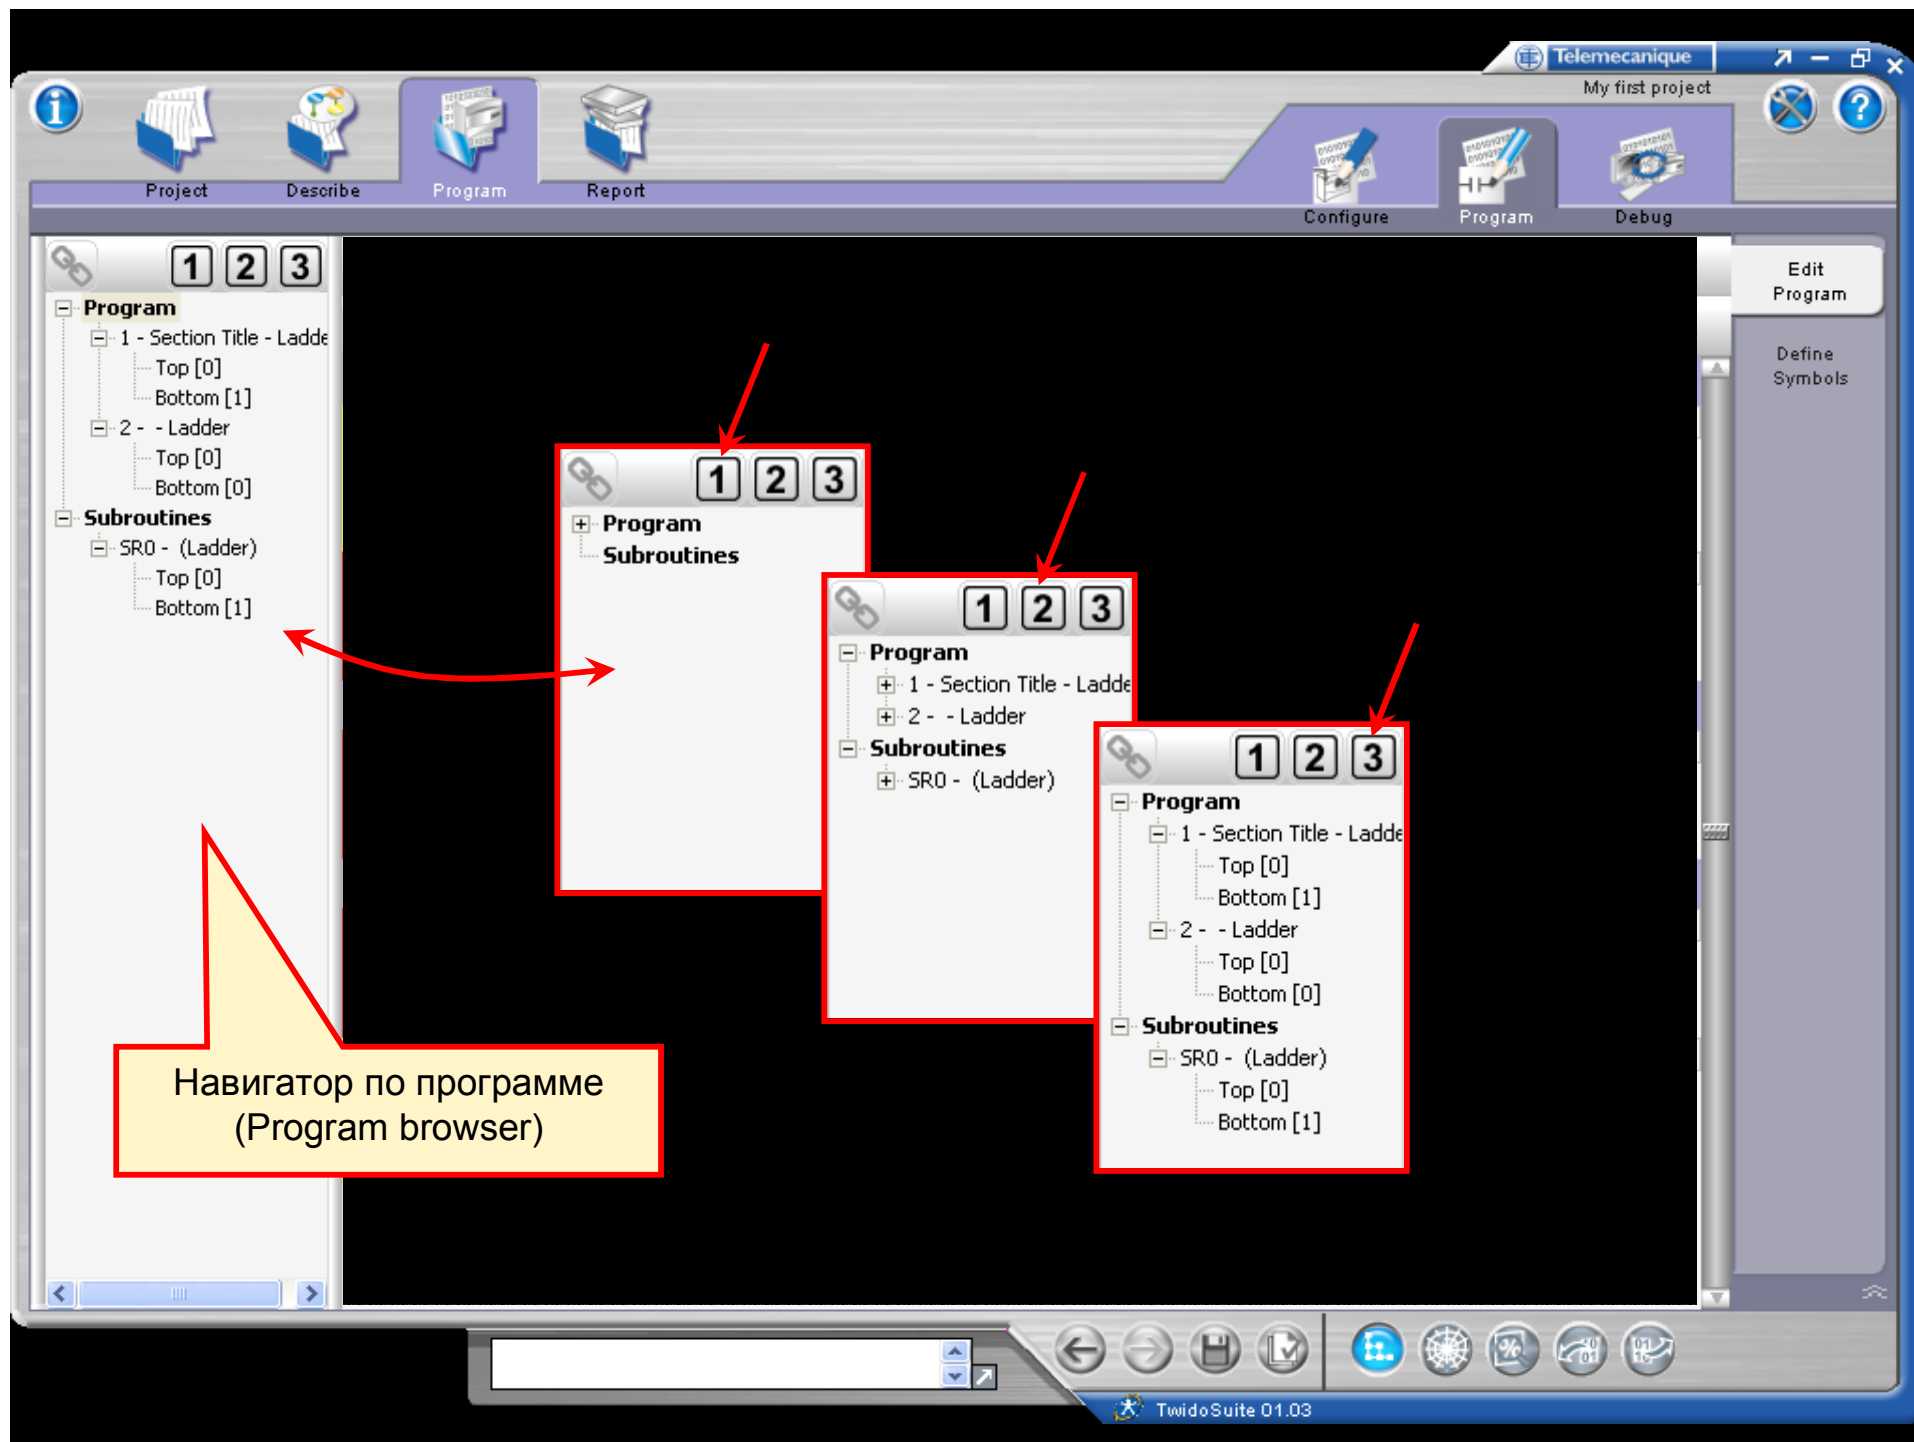 Telemecanique
My first project
Project
Describe
Program
Report
Configure
Program
Debug
1 2 3
Program
1 - Section Title - Ladde
Top [0]
Bottom [1]
2 - - Ladder
Top [0]
Bottom [0]
Subroutines
SR0 - (Ladder)
Top [0]
Bottom [1]
Edit
Program
Define
Symbols
1 2 3
Program
Subroutines
1 2 3
Program
1 - Section Title - Ladde
2 - - Ladder
Subroutines
SR0 - (Ladder)
1 2 3
Program
1 - Section Title - Ladde
Top [0]
Bottom [1]
2 - - Ladder
Top [0]
Bottom [0]
Subroutines
SR0 - (Ladder)
Top [0]
Bottom [1]
Навигатор по программе
(Program browser)
TwidoSuite 01.03